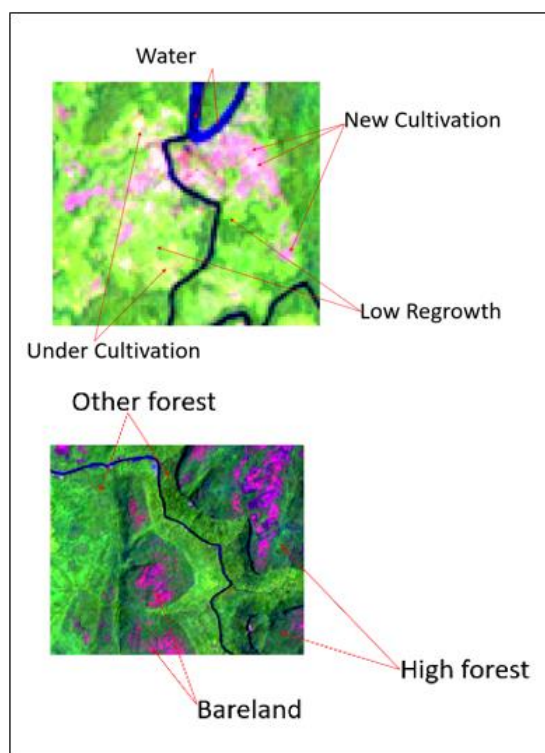 Water
New Cultivation
Low Regrowth
Under Cultivation
Other forest
High forest
Bareland